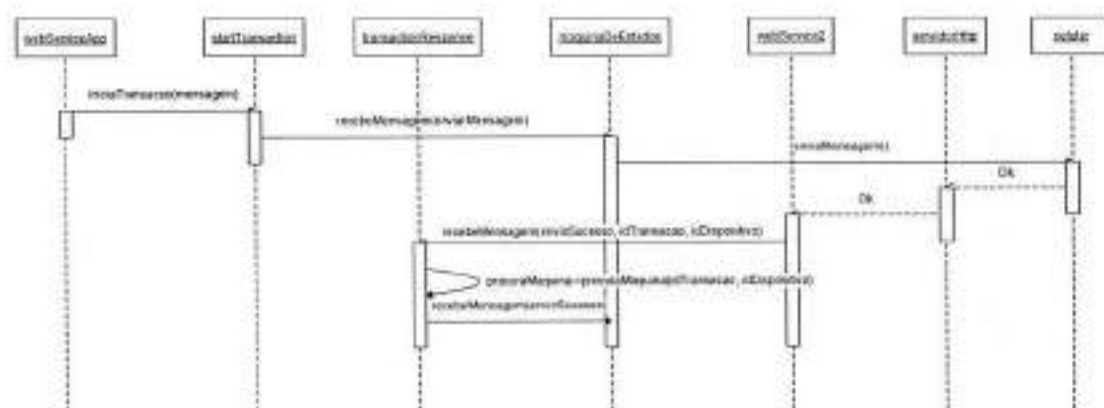 webServiceApp
startTransaction
transactionResponse
maquinaDeEstados
webService2
servidorHttp
celular
iniciaTransacao(mensagem)
recebeMensagem(enviarMensagem)
enviaMensagem()
Ok
Ok
recebeMensagem(envioSucesso, idTransacao, idDispositivo)
procuraMaquina(idTransacao, idDispositivo)
recebeMensagem(envioSucesso)